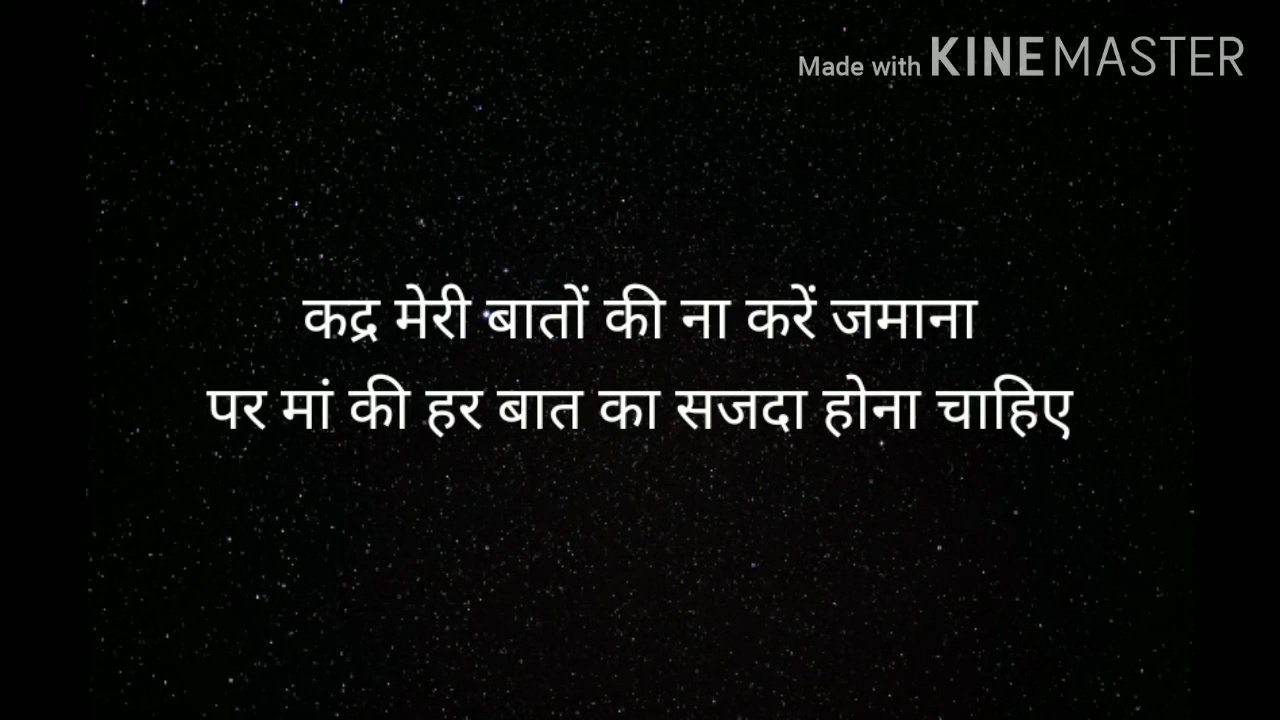 Made with KINEMASTER
कद्र मेरी बातों की ना करें जमाना
पर मां की हर बात का सजदा होना चाहिए